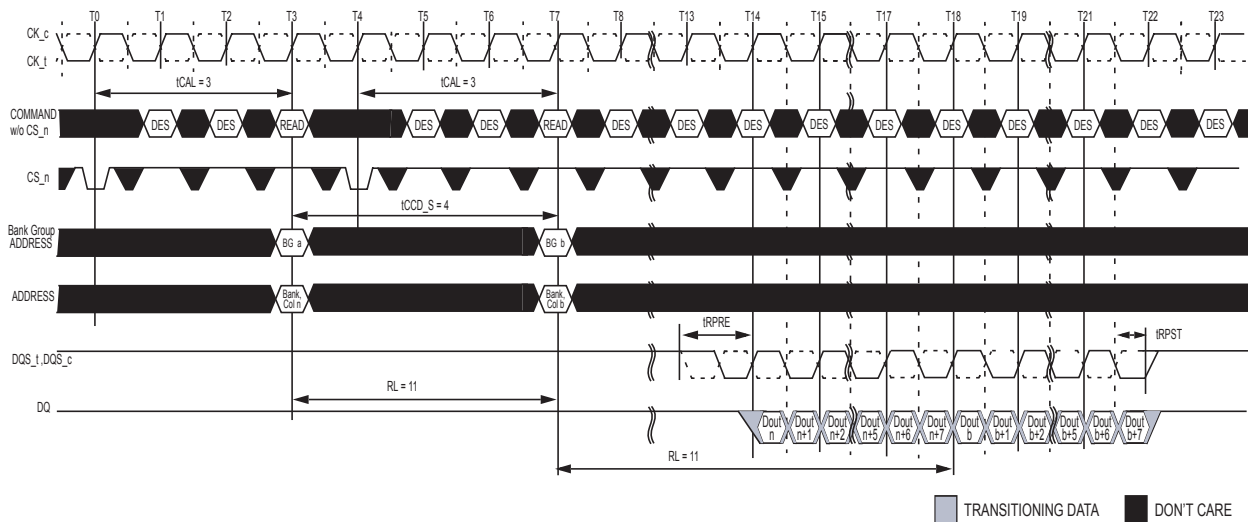 T0 T1 T2 T3 T4 T5 T6 T7 T8 T13 T14 T15 T17 T18 T19 T21 T22 T23
CK_c
CK_t
tCAL = 3 tCAL = 3
COMMAND
w/o CS_n
DES DES READ DES DES READ DES DES DES DES DES DES DES DES DES DES
CS_n
tCCD_S = 4
Bank Group
ADDRESS
BG a BG b
ADDRESS
Bank,
Col n
Bank,
Col b
tRPRE tRPST
DQS_t ,DQS_c
RL = 11
DQ
Dout
n
Dout
n+1
Dout
n+2
Dout
n+5
Dout
n+6
Dout
n+7
Dout
b
Dout
b+1
Dout
b+2
Dout
b+5
Dout
b+6
Dout
b+7
RL = 11
TRANSITIONING DATA DON'T CARE